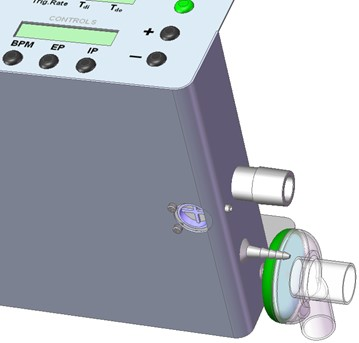 Trig.Rate Tdi Tde
CONTROLS
+
BPM EP IP −